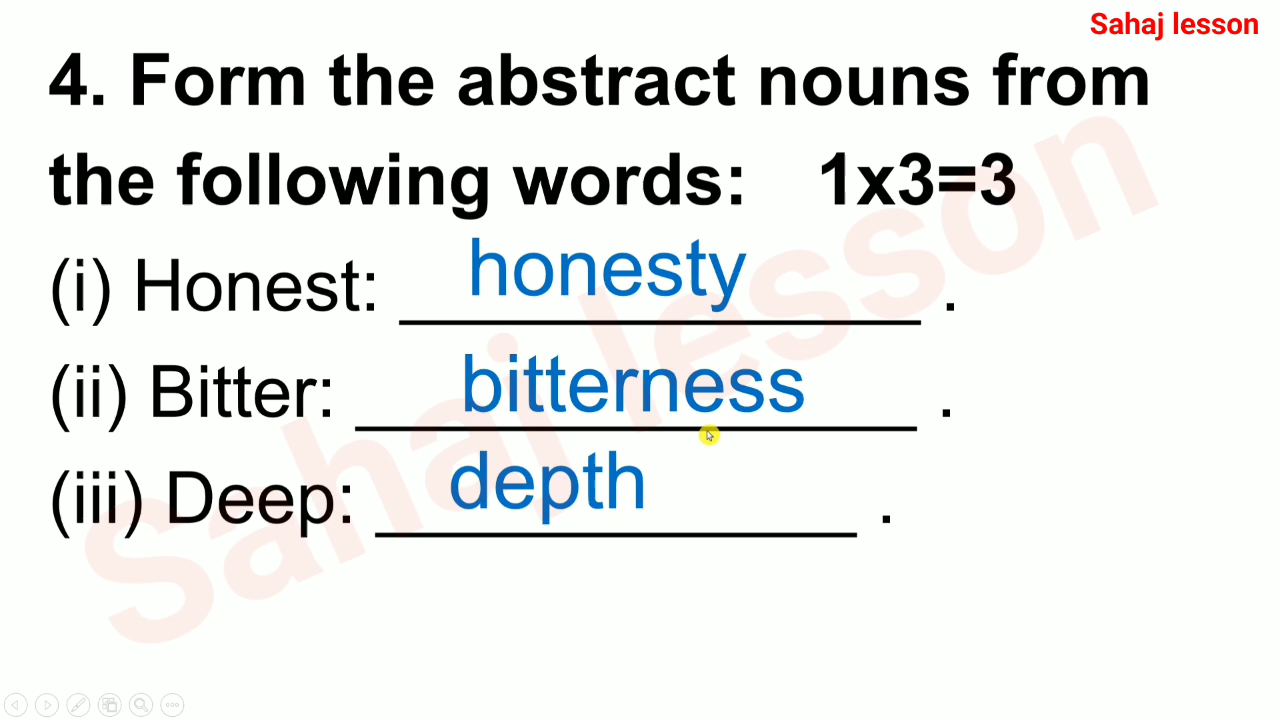 Sahaj lesson
4. Form the abstract nouns from
the following words: 1x3=3
(i) Honest: honesty .
(ii) Bitter: bitterness .
(iii) Deep: depth .
Sahaj lesson